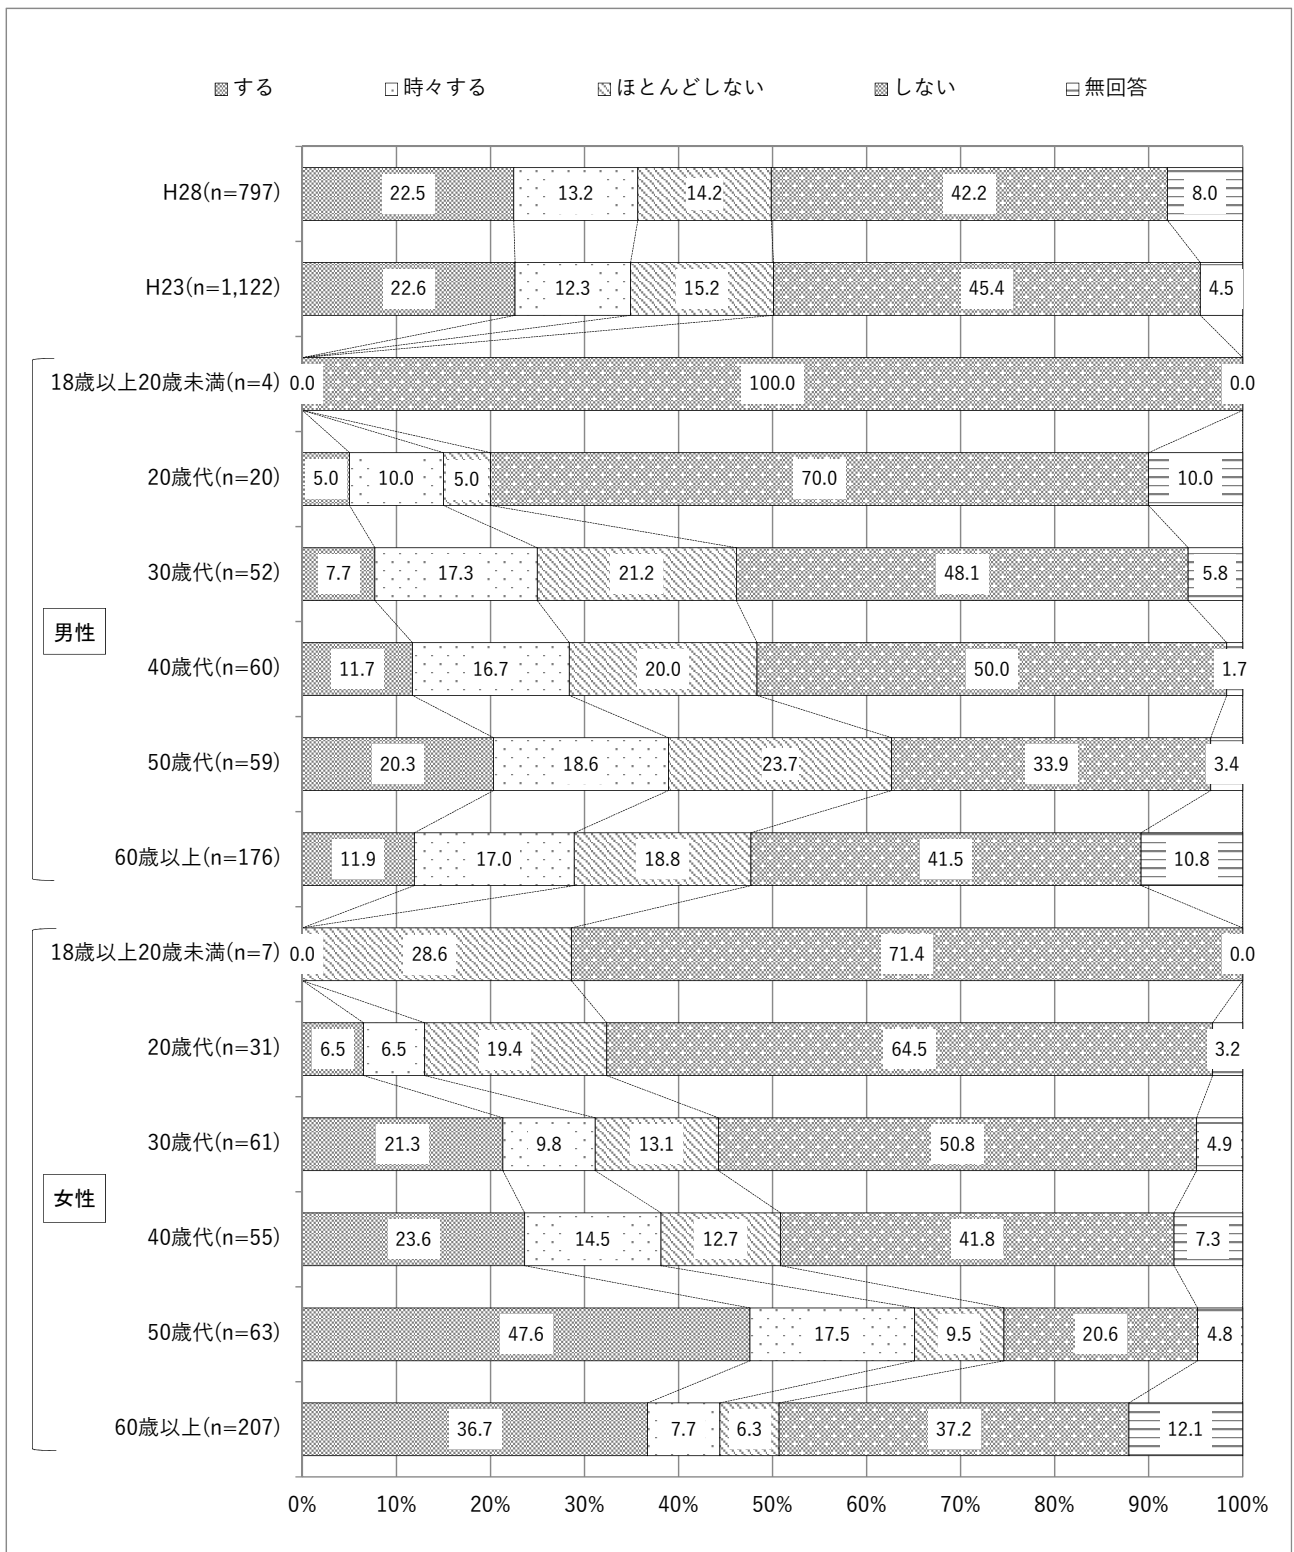 する 時々する ほとんどしない しない 無回答
H28(n=797) 22.5 13.2 14.2 42.2 8.0
H23(n=1,122) 22.6 12.3 15.2 45.4 4.5
18歳以上20歳未満(n=4) 0.0 100.0 0.0
20歳代(n=20) 5.0 10.0 5.0 70.0 10.0
30歳代(n=52) 7.7 17.3 21.2 48.1 5.8
男性
40歳代(n=60) 11.7 16.7 20.0 50.0 1.7
50歳代(n=59) 20.3 18.6 23.7 33.9 3.4
60歳以上(n=176) 11.9 17.0 18.8 41.5 10.8
18歳以上20歳未満(n=7) 0.0 28.6 71.4 0.0
20歳代(n=31) 6.5 6.5 19.4 64.5 3.2
30歳代(n=61) 21.3 9.8 13.1 50.8 4.9
女性
40歳代(n=55) 23.6 14.5 12.7 41.8 7.3
50歳代(n=63) 47.6 17.5 9.5 20.6 4.8
60歳以上(n=207) 36.7 7.7 6.3 37.2 12.1
0% 10% 20% 30% 40% 50% 60% 70% 80% 90% 100%